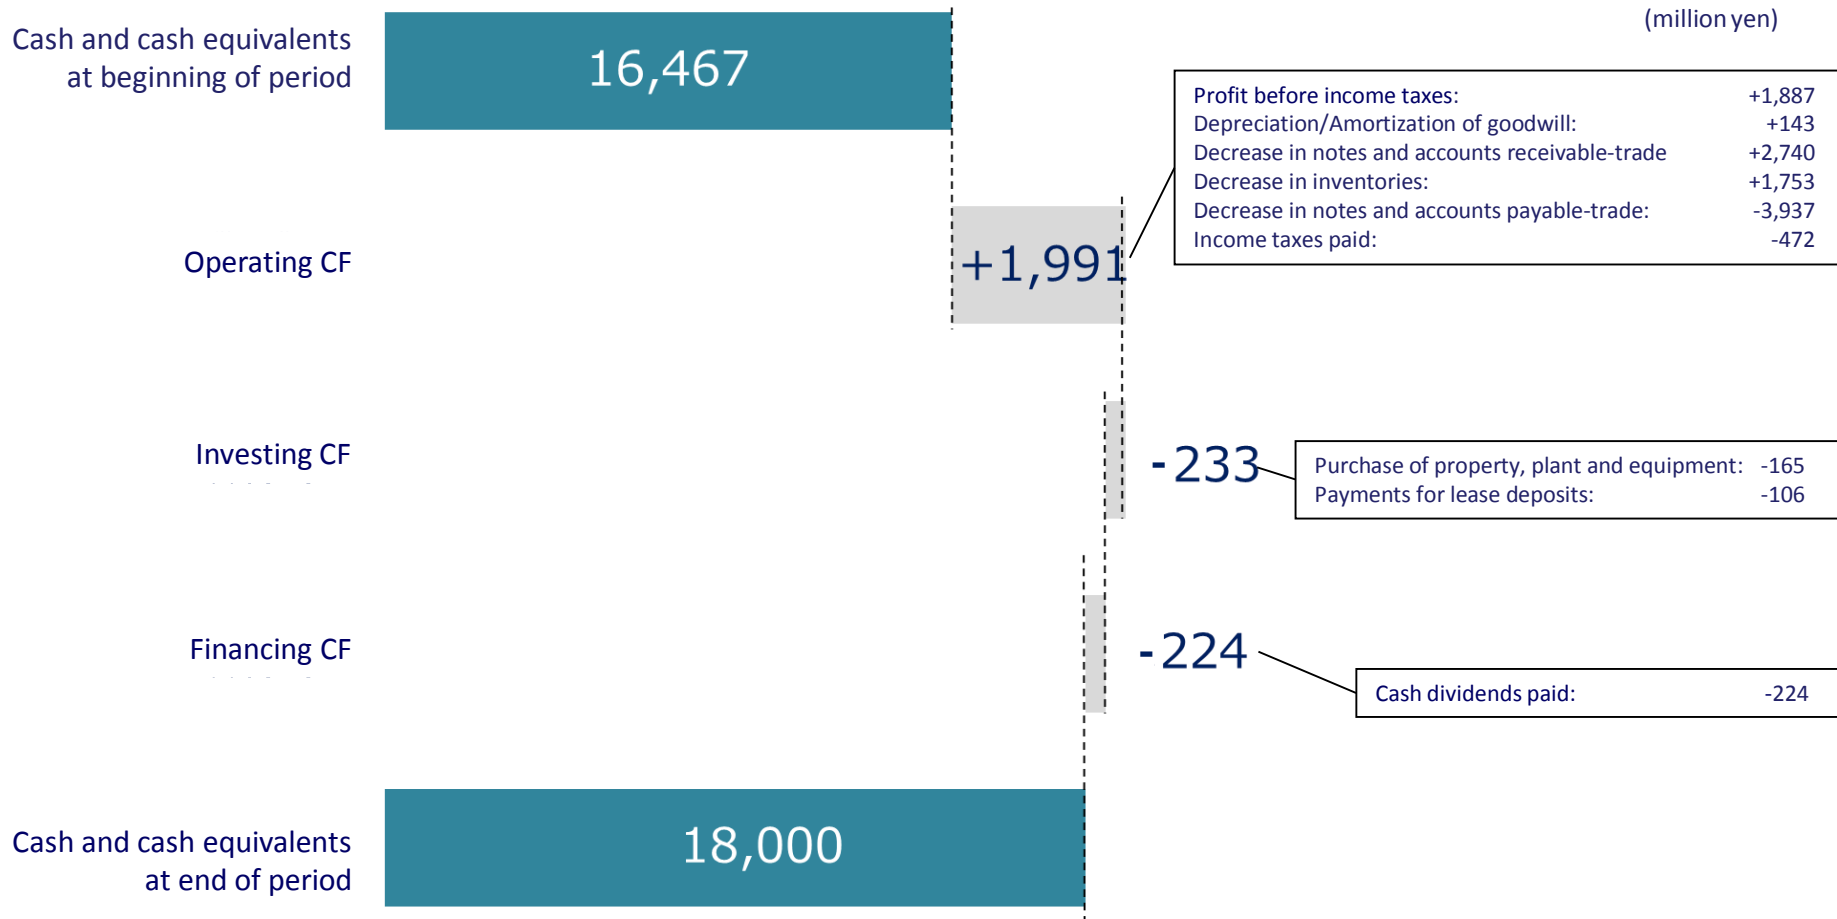 (million yen)
Cash and cash equivalents
at beginning of period
16,467
Profit before income taxes: +1,887
Depreciation/Amortization of goodwill: +143
Decrease in notes and accounts receivable-trade +2,740
Decrease in inventories: +1,753
Decrease in notes and accounts payable-trade: -3,937
Income taxes paid: -472
Operating CF
+1,991
Investing CF
-233
Purchase of property, plant and equipment: -165
Payments for lease deposits: -106
Financing CF
-224
Cash dividends paid: -224
Cash and cash equivalents
at end of period
18,000